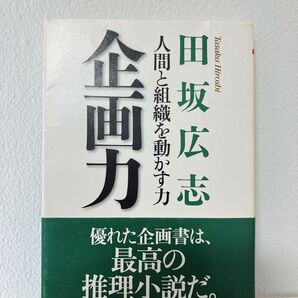 田坂広志
Tasaka Hiroshi
人間と組織を動かす力
企画力
優れた企画書は、
最高の
推理小説だ。